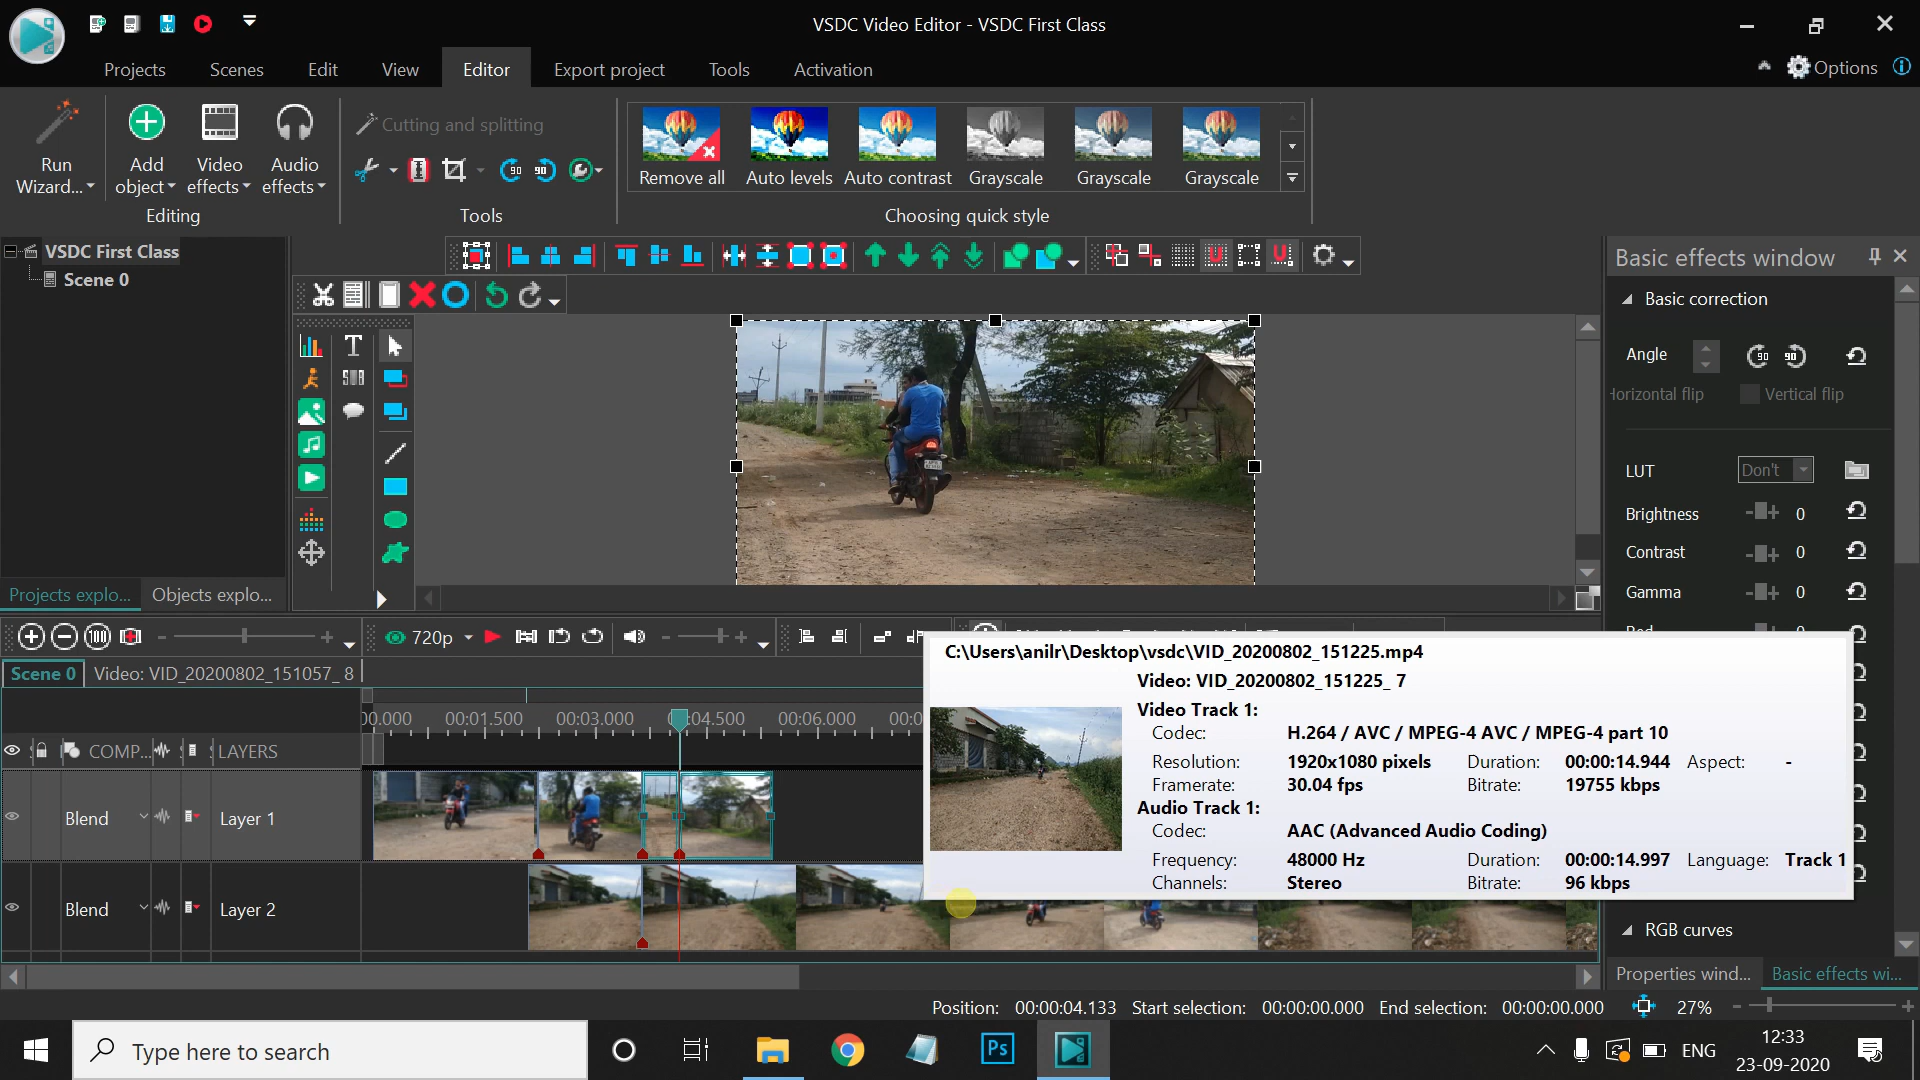 VSDC Video Editor - VSDC First Class
Projects Scenes Edit View Editor Export project Tools Activation Options
Run Wizard...
Add object
Video effects
Audio effects
Editing
Cutting and splitting
Tools
Remove all Auto levels Auto contrast Grayscale Grayscale Grayscale
Choosing quick style
VSDC First Class
Scene 0
Projects explo... Objects explo...
Basic effects window
Basic correction
Angle
Horizontal flip Vertical flip
LUT Don't
Brightness 0
Contrast 0
Gamma 0
720p
Scene 0 Video: VID_20200802_151057_ 8
00:01.500 00:03.000 00:06.000
COMP... LAYERS
Blend Layer 1
Blend Layer 2
C:\Users\anilr\Desktop\vsdc\VID_20200802_151225.mp4
Video: VID_20200802_151225_ 7
Video Track 1:
Codec: H.264 / AVC / MPEG-4 AVC / MPEG-4 part 10
Resolution: 1920x1080 pixels Duration: 00:00:14.944 Aspect: -
Framerate: 30.04 fps Bitrate: 19755 kbps
Audio Track 1:
Codec: AAC (Advanced Audio Coding)
Frequency: 48000 Hz Duration: 00:00:14.997 Language: Track 1
Channels: Stereo Bitrate: 96 kbps
RGB curves
Properties wind... Basic effects wi...
Position: 00:00:04.133 Start selection: 00:00:00.000 End selection: 00:00:00.000 27%
Type here to search
Ps
ENG
12:33
23-09-2020